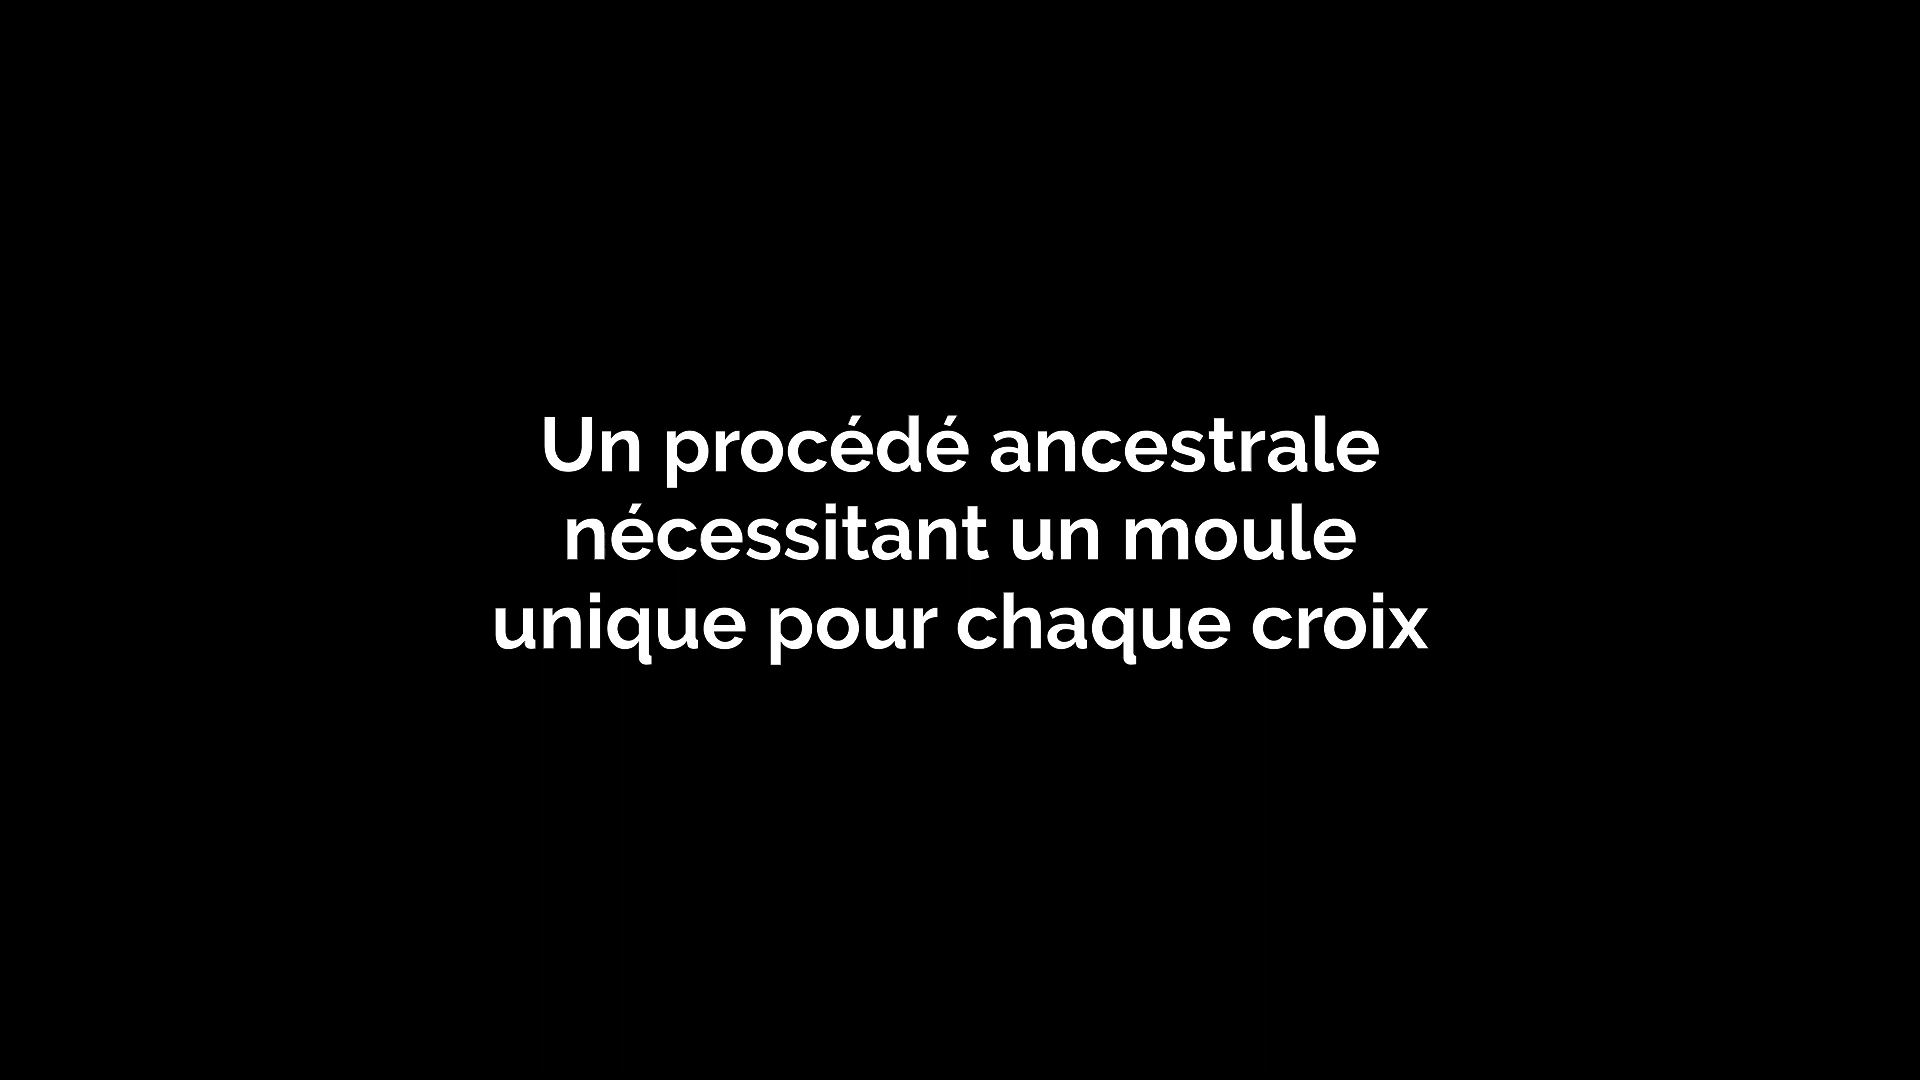 Un procédé ancestrale
nécessitant un moule
unique pour chaque croix